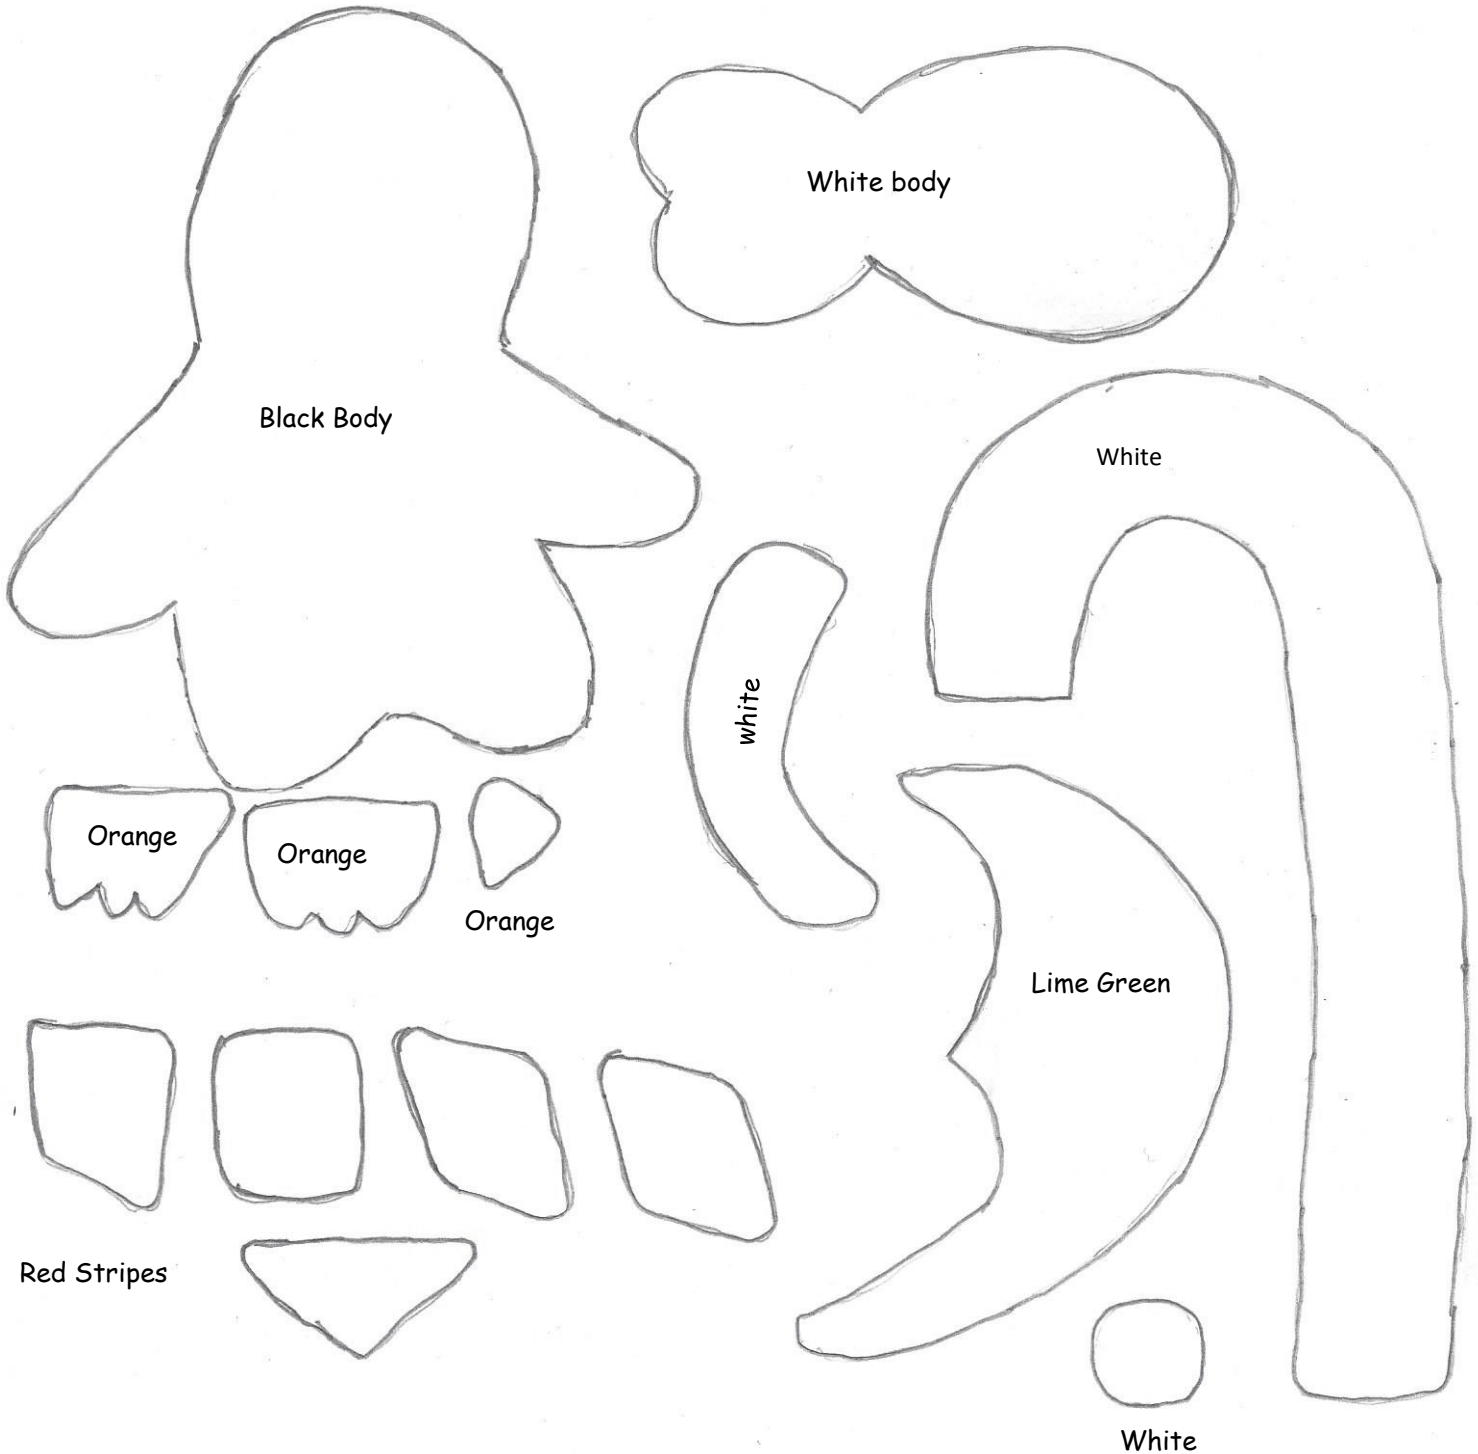 White body
Black Body
White
white
Orange
Orange
Orange
Lime Green
Red Stripes
White